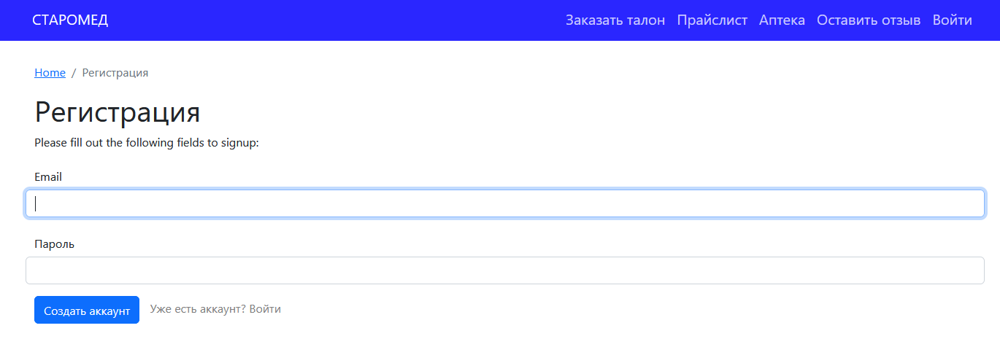 СТАРОМЕД Заказать талон Прайслист Аптека Оставить отзыв Войти
Home / Регистрация
Регистрация
Please fill out the following fields to signup:
Email
Пароль
Создать аккаунт Уже есть аккаунт? Войти